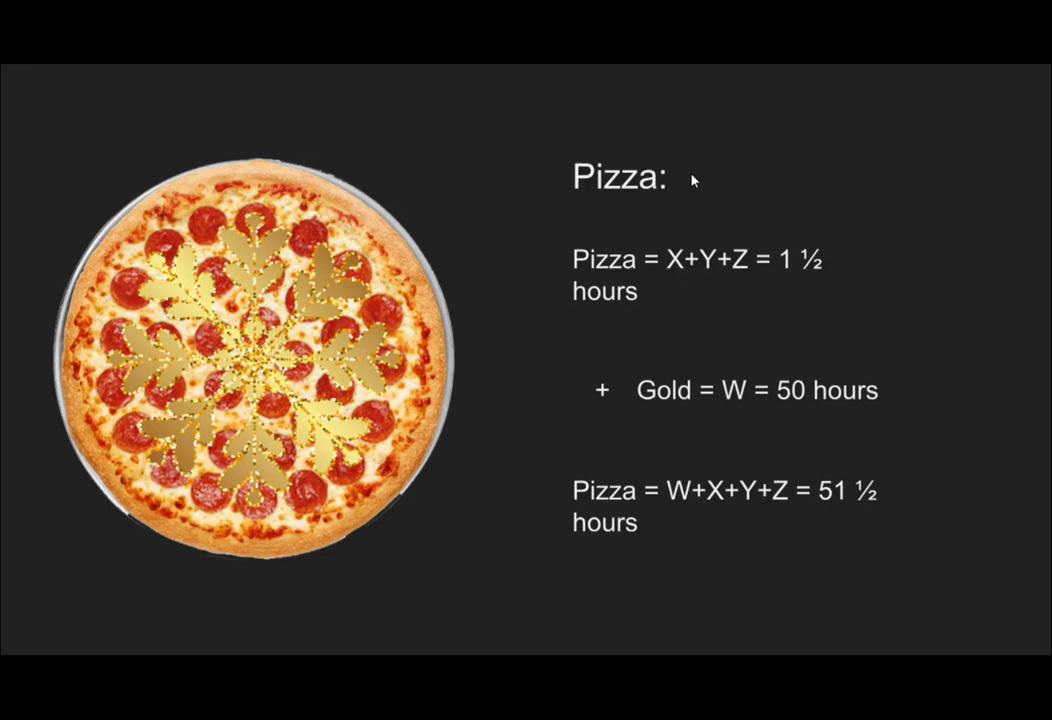 Pizza:
Pizza = X+Y+Z = 1 ½
hours
+ Gold = W = 50 hours
Pizza = W+X+Y+Z = 51 ½
hours